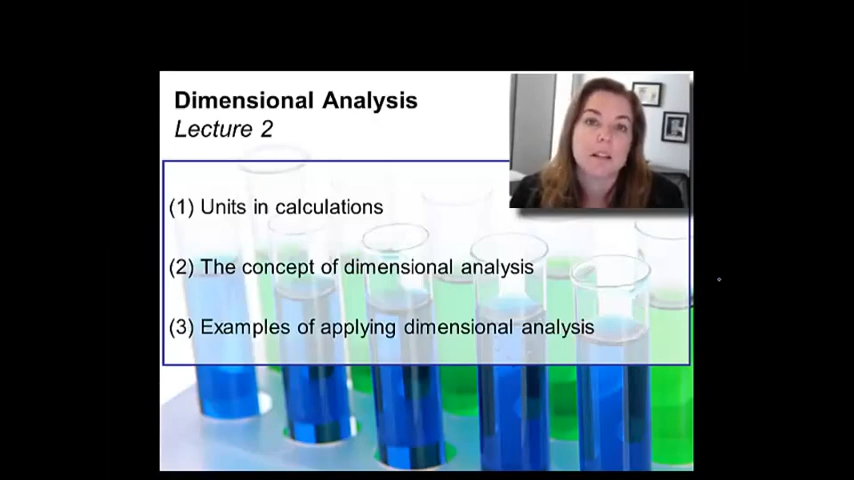 Dimensional Analysis
Lecture 2
(1) Units in calculations
(2) The concept of dimensional analysis
(3) Examples of applying dimensional analysis